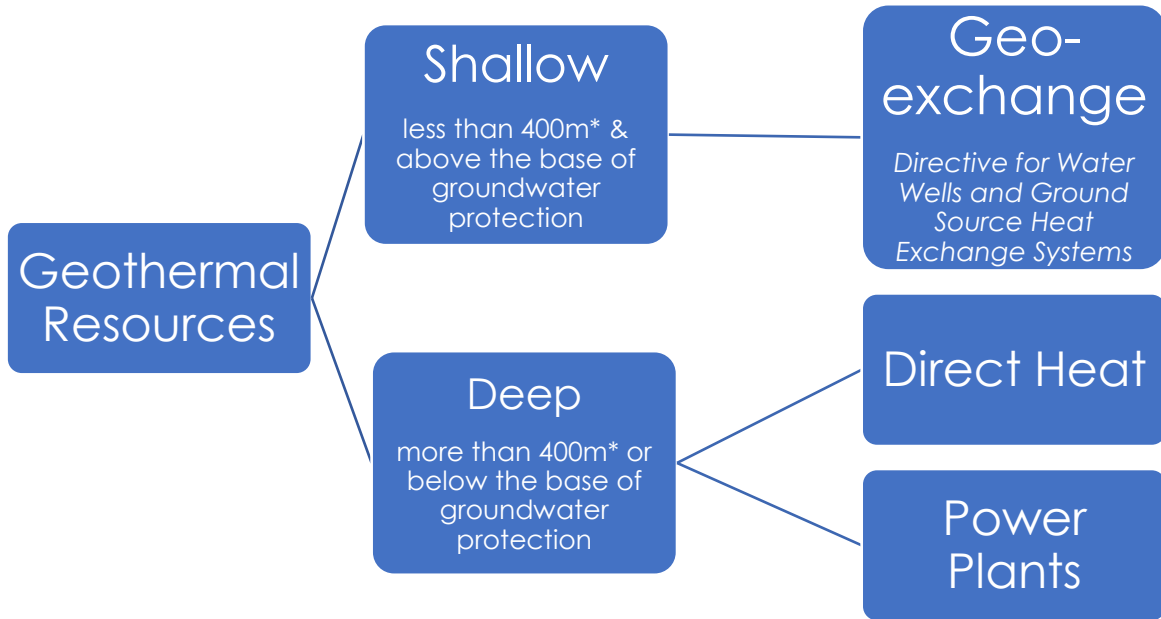 Geothermal
Resources
Shallow
less than 400m* &
above the base of
groundwater
protection
Geo-
exchange
Directive for Water
Wells and Ground
Source Heat
Exchange Systems
Deep
more than 400m* or
below the base of
groundwater
protection
Direct Heat
Power
Plants